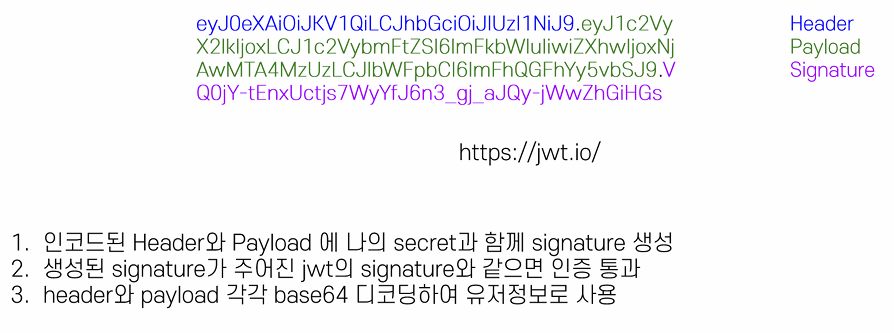 eyJ0eXAiOiJKV1QiLCJhbGciOiJIUzI1NiJ9.eyJ1c2Vy Header
X2lkIjoxLCJ1c2VybmFtZSI6ImFkbWluIiwiZXhwIjoxNj Payload
AwMTA4MzUzLCJlbWFpbCI6ImFhQGFhYy5vbSJ9.V Signature
Q0jY-tEnxUctjs7WyYfJ6n3_gj_aJQy-jWwZhGiHGs
https://jwt.io/
1. 인코드된 Header와 Payload 에 나의 secret과 함께 signature 생성
2. 생성된 signature가 주어진 jwt의 signature와 같으면 인증 통과
3. header와 payload 각각 base64 디코딩하여 유저정보로 사용